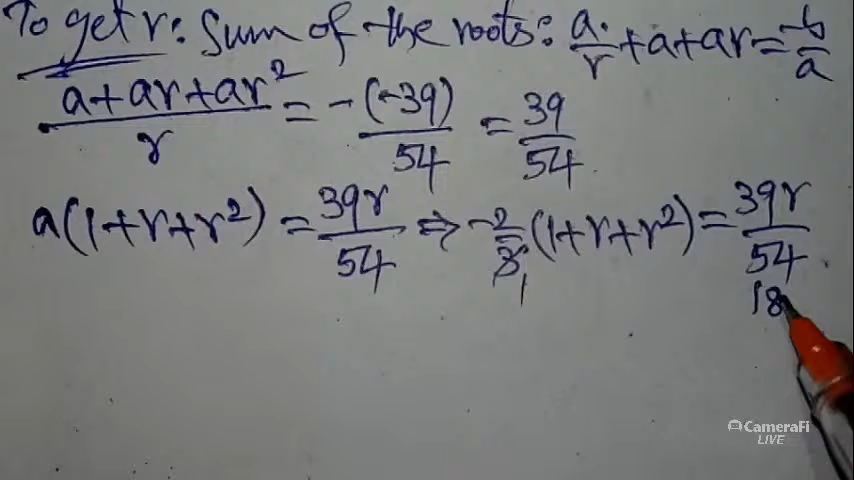 To get r: Sum of the roots: a/r + a + ar = -b/a
(a + ar + ar²)/r = -(-39)/54 = 39/54
a(1 + r + r²) = 39r/54 ⇒ -2/3 (1 + r + r²) = 39r/54
1 18
CameraFi
LIVE